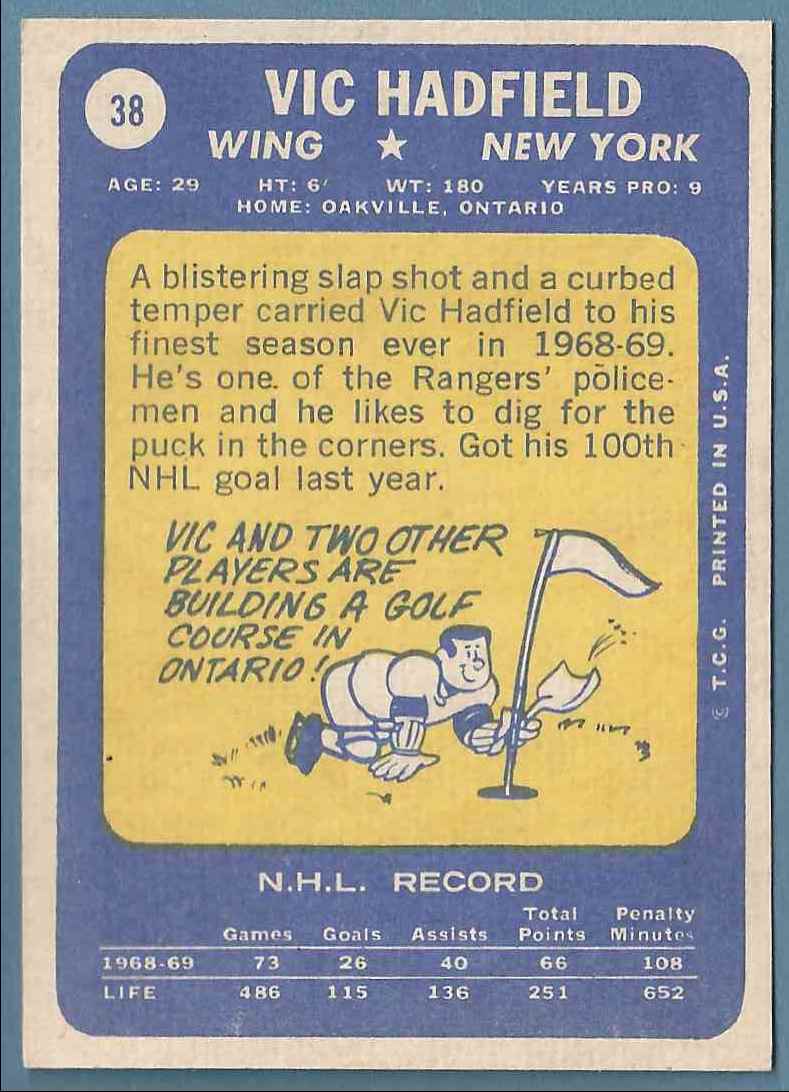 38
VIC HADFIELD
WING ★ NEW YORK
AGE: 29 HT: 6' WT: 180 YEARS PRO: 9
HOME: OAKVILLE, ONTARIO
A blistering slap shot and a curbed
temper carried Vic Hadfield to his
finest season ever in 1968-69.
He's one of the Rangers' police-
men and he likes to dig for the
puck in the corners. Got his 100th
NHL goal last year.
VIC AND TWO OTHER
PLAYERS ARE
BUILDING A GOLF
COURSE IN
ONTARIO!
© T.C.G. PRINTED IN U.S.A.
N.H.L. RECORD
Total Penalty
Games Goals Assists Points Minutes
1968-69 73 26 40 66 108
LIFE 486 115 136 251 652